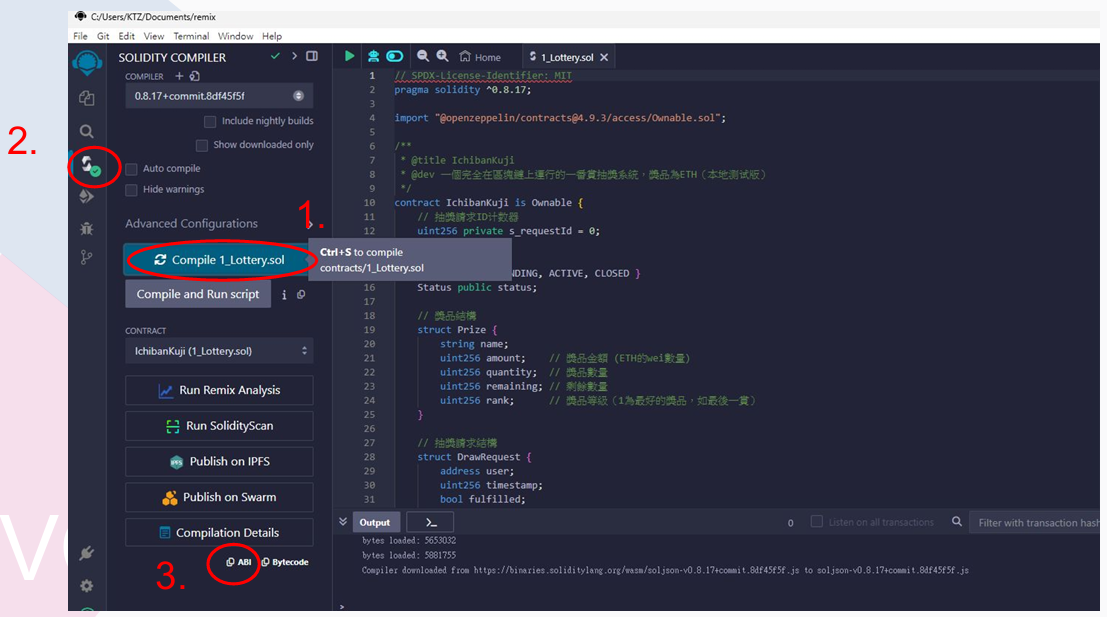 C:/Users/KTZ/Documents/remix
File Git Edit View Terminal Window Help
SOLIDITY COMPILER
COMPILER
0.8.17+commit.8df45f5f
Include nightly builds
Show downloaded only
2.
Auto compile
Hide warnings
Advanced Configurations
1.
Compile 1_Lottery.sol
Ctrl+S to compile
contracts/1_Lottery.sol
Compile and Run script
i
CONTRACT
IchibanKuji (1_Lottery.sol)
Run Remix Analysis
Run SolidityScan
IPFS Publish on IPFS
Publish on Swarm
Compilation Details
ABI Bytecode
3.
Home 1_Lottery.sol
1 // SPDX-License-Identifier: MIT
2 pragma solidity ^0.8.17;
3
4 import "@openzeppelin/contracts@4.9.3/access/Ownable.sol";
5
6 /**
7 * @title IchibanKuji
8 * @dev 一個完全在區塊鏈上運行的一番賞抽獎系統，獎品為ETH（本地測試版）
9 */
10 contract IchibanKuji is Ownable {
11 // 抽獎請求ID计数器
12 uint256 private s_requestId = 0;
NDING, ACTIVE, CLOSED }
16 Status public status;
17
18 // 獎品結構
19 struct Prize {
20 string name;
21 uint256 amount; // 獎品金額 (ETH的wei數量)
22 uint256 quantity; // 獎品數量
23 uint256 remaining; // 剩餘數量
24 uint256 rank; // 獎品等級（1為最好的獎品，如最後一賞）
25 }
26
27 // 抽獎請求結構
28 struct DrawRequest {
29 address user;
30 uint256 timestamp;
31 bool fulfilled;
Output >_ 0 Listen on all transactions Filter with transaction hash
bytes loaded: 5653032
bytes loaded: 5881755
Compiler downloaded from https://binaries.soliditylang.org/wasm/soljson-v0.8.17+commit.8df45f5f.js to soljson-v0.8.17+commit.8df45f5f.js
>